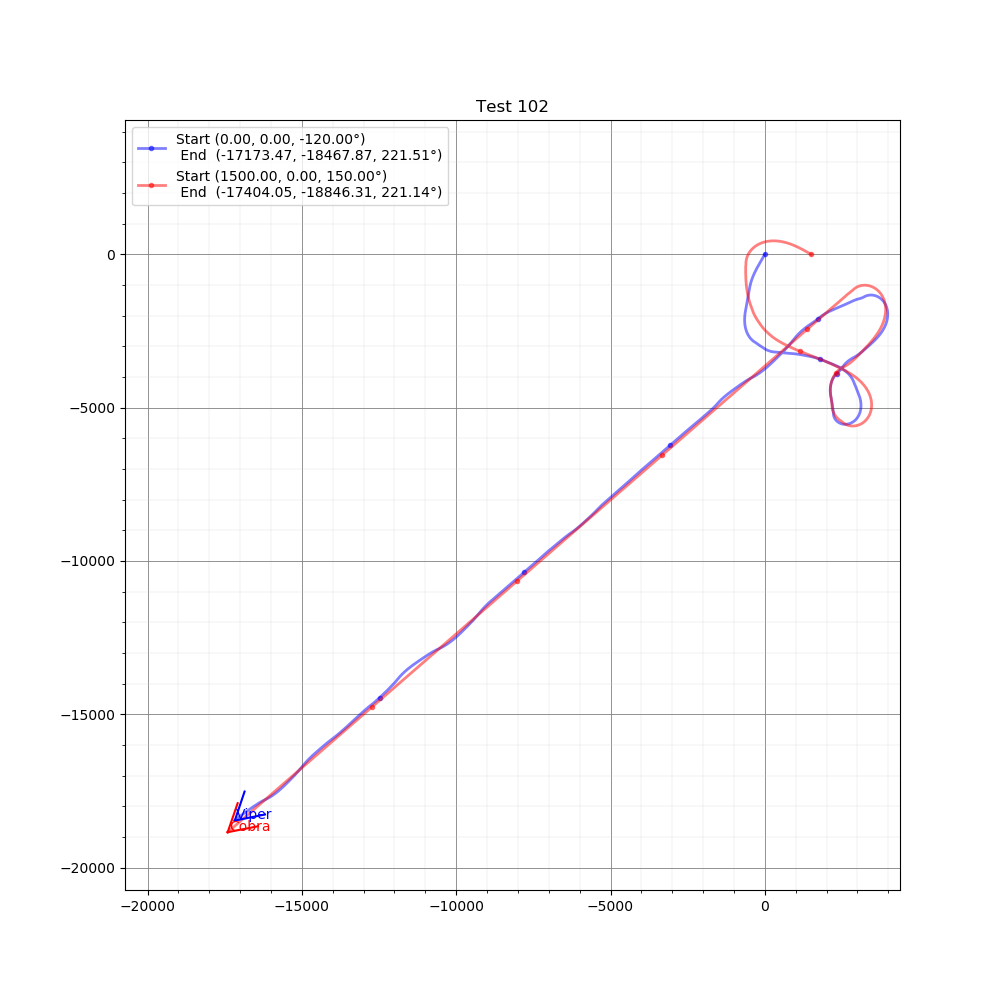 Test 102
Start (0.00, 0.00, -120.00°)
End (-17173.47, -18467.87, 221.51°)
Start (1500.00, 0.00, 150.00°)
End (-17404.05, -18846.31, 221.14°)
0
−5000
−10000
−15000
−20000
Viper
Cobra
−20000
−15000
−10000
−5000
0